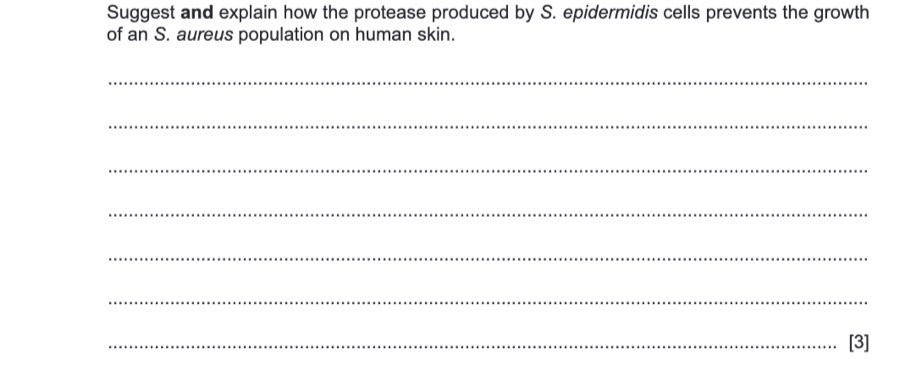 Suggest and explain how the protease produced by S. epidermidis cells prevents the growth
of an S. aureus population on human skin.
[3]